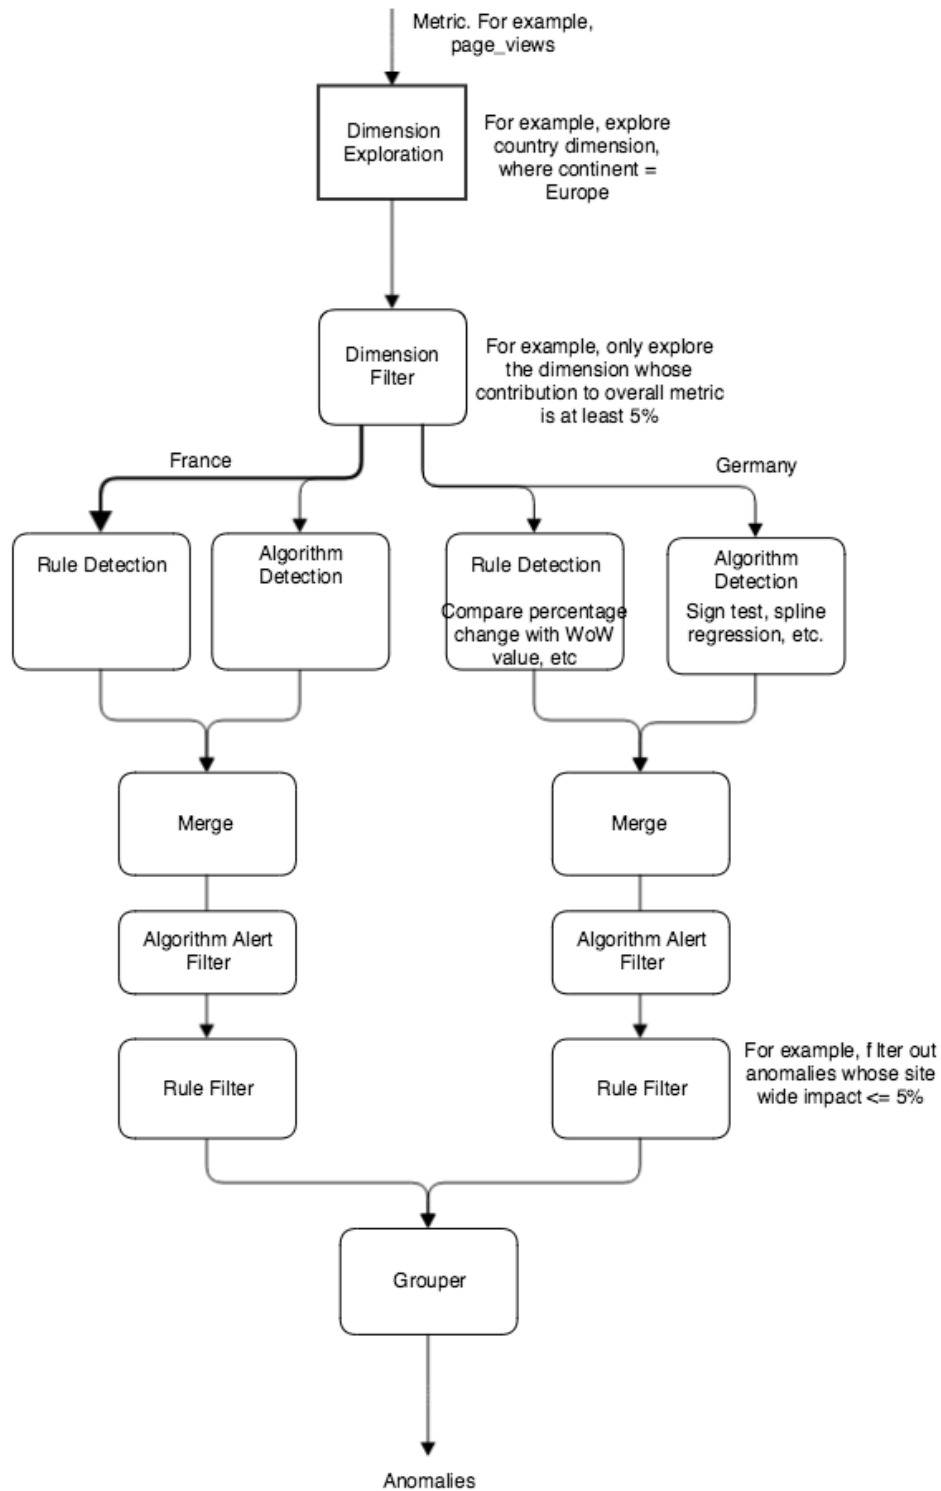 Metric. For example,
page_views
Dimension
Exploration
For example, explore
country dimension,
where continent =
Europe
Dimension
Filter
For example, only explore
the dimension whose
contribution to overall metric
is at least 5%
France
Germany
Rule Detection
Algorithm
Detection
Rule Detection
Compare percentage
change with WoW
value, etc
Algorithm
Detection
Sign test, spline
regression, etc.
Merge
Merge
Algorithm Alert
Filter
Algorithm Alert
Filter
Rule Filter
Rule Filter
For example, filter out
anomalies whose site
wide impact <= 5%
Grouper
Anomalies